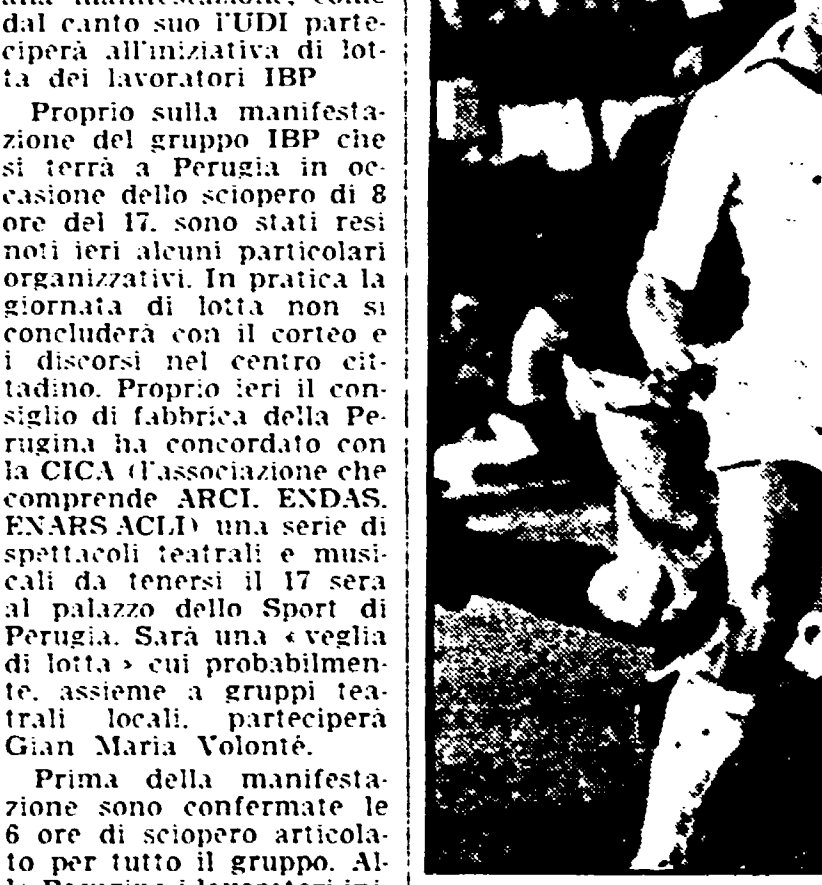 alla manifestazione, come
dal canto suo l'UDI parte-
ciperà all'iniziativa di lot-
ta dei lavoratori IBP
Proprio sulla manifesta-
zione del gruppo IBP che
si terrà a Perugia in oc-
casione dello sciopero di 8
ore del 17. sono stati resi
noti ieri alcuni particolari
organizzativi. In pratica la
giornata di lotta non si
concluderà con il corteo e
i discorsi nel centro cit-
tadino. Proprio ieri il con-
siglio di fabbrica della Pe-
rugina ha concordato con
la CICA (l'associazione che
comprende ARCI. ENDAS.
ENARS ACLI) una serie di
spettacoli teatrali e musi-
cali da tenersi il 17 sera
al palazzo dello Sport di
Perugia. Sarà una « veglia
di lotta » cui probabilmen-
te. assieme a gruppi tea-
trali locali. parteciperà
Gian Maria Volonté.
Prima della manifesta-
zione sono confermate le
6 ore di sciopero articola-
to per tutto il gruppo. Al-
la Perugina i lavoratori ini-